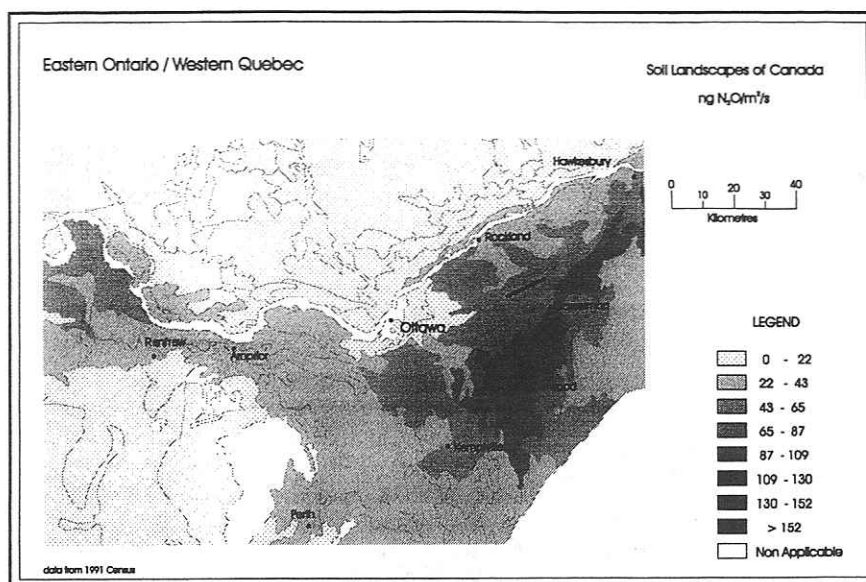 Eastern Ontario / Western Quebec
Soil Landscapes of Canada
ng N₂O/m²/s
Hawkesbury
0 10 20 30 40
Kilometres
Rockland
Ottawa
Renfrew
Arnprior
Perth
LEGEND
0 - 22
22 - 43
43 - 65
65 - 87
87 - 109
109 - 130
130 - 152
> 152
Non Applicable
data from 1991 Census